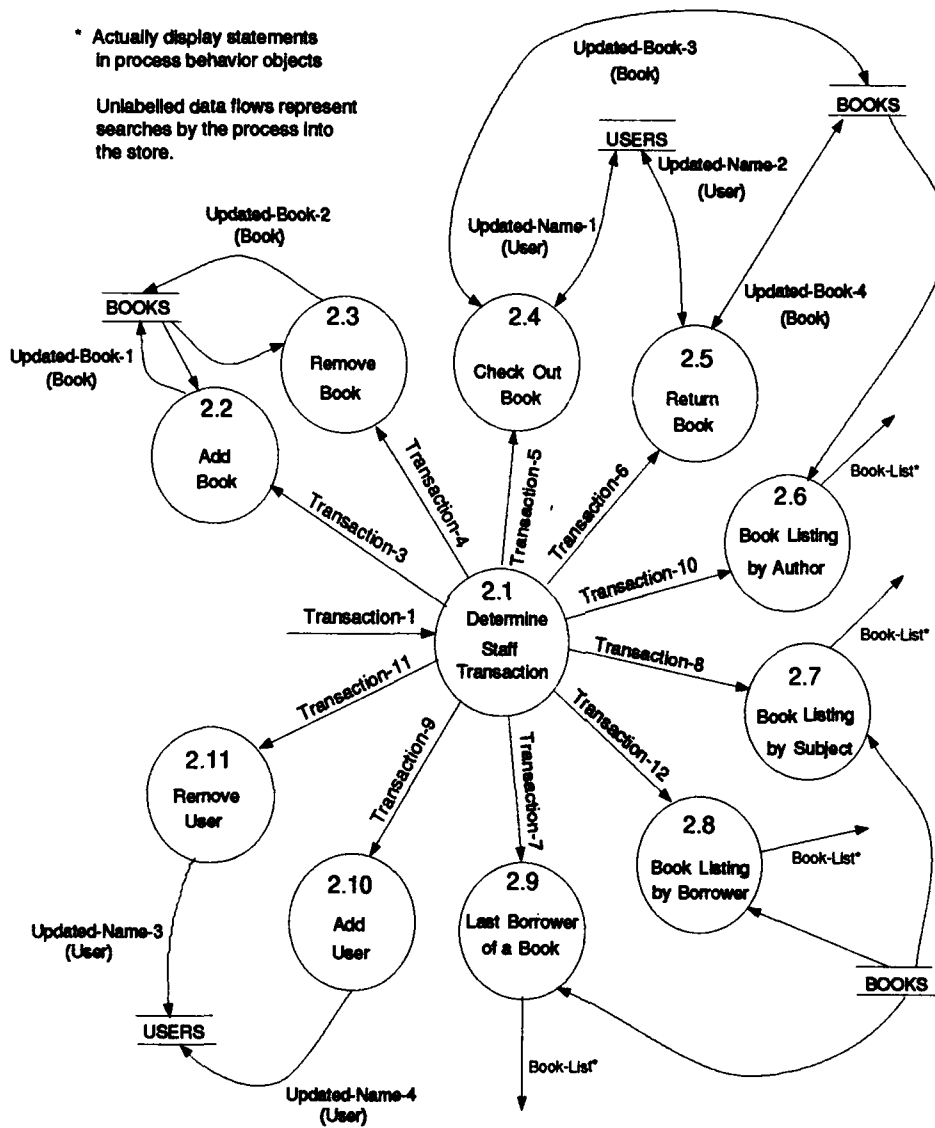 * Actually display statements
in process behavior objects
Unlabelled data flows represent
searches by the process into
the store.
Updated-Book-3
(Book)
BOOKS
USERS
Updated-Name-2
(User)
Updated-Book-2
(Book)
Updated-Name-1
(User)
BOOKS
Updated-Book-4
(Book)
Updated-Book-1
(Book)
2.3
Remove
Book
2.4
Check Out
Book
2.5
Return
Book
2.2
Add
Book
Transaction-3
Transaction-4
Transaction-5
Transaction-6
Book-List*
2.6
Book Listing
by Author
Transaction-10
2.1
Determine
Staff
Transaction
Transaction-1
Book-List*
Transaction-8
2.7
Book Listing
by Subject
Transaction-11
Transaction-9
Transaction-7
Transaction-12
2.11
Remove
User
2.8
Book Listing
by Borrower
Book-List*
2.10
Add
User
2.9
Last Borrower
of a Book
Updated-Name-3
(User)
BOOKS
USERS
Book-List*
Updated-Name-4
(User)